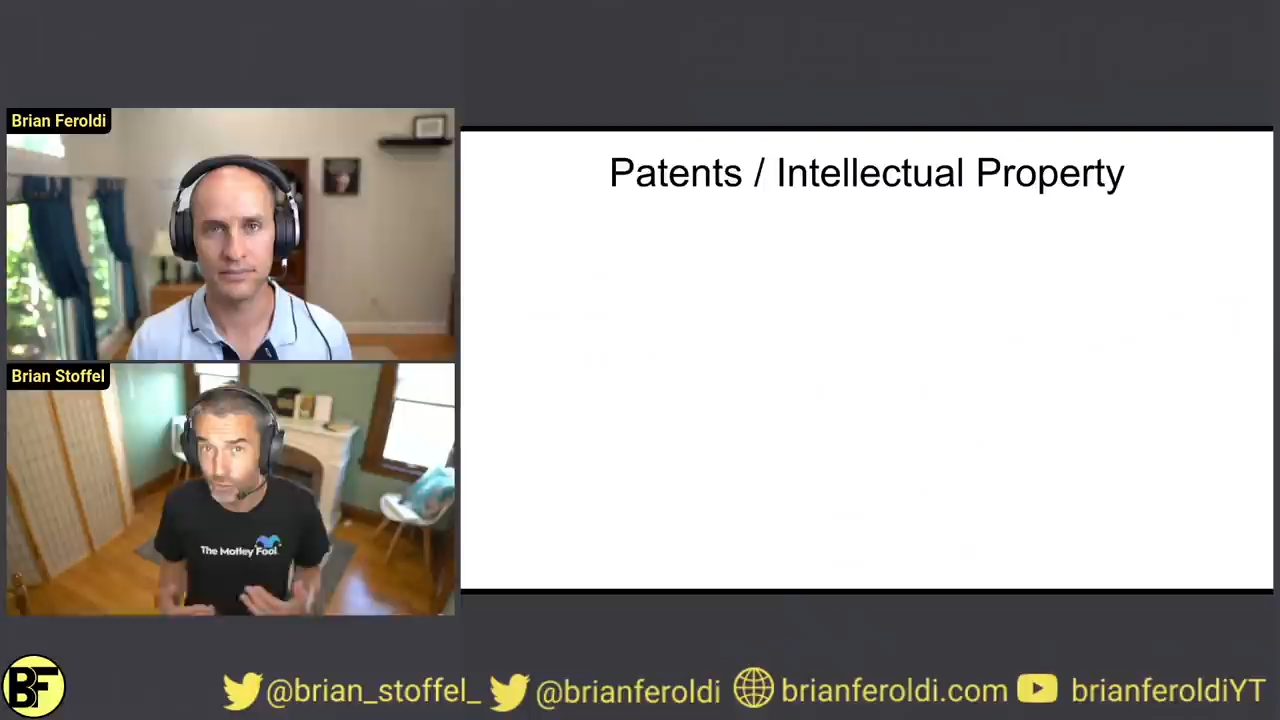 Brian Feroldi
Patents / Intellectual Property
Brian Stoffel
The Motley Fool
BF
@brian_stoffel_
@brianferoldi
brianferoldi.com
brianferoldiYT